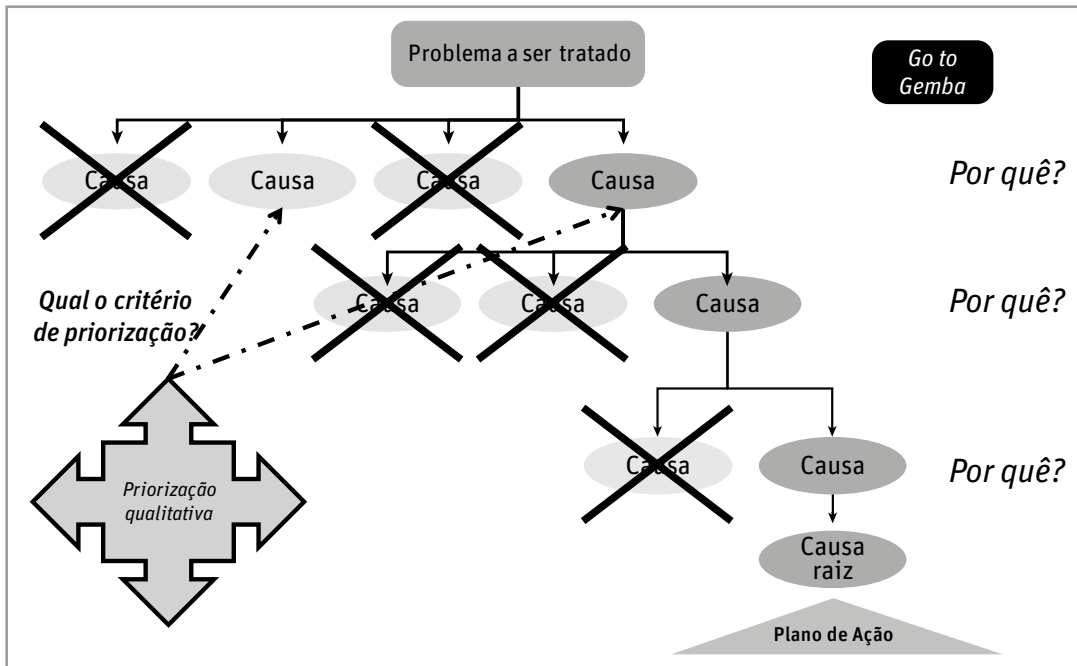 Problema a ser tratado
Go to
Gemba
Causa
Causa
Causa
Causa
Por quê?
Qual o critério
de priorização?
Causa
Causa
Causa
Por quê?
Priorização
qualitativa
Causa
Causa
Por quê?
Causa
raiz
Plano de Ação